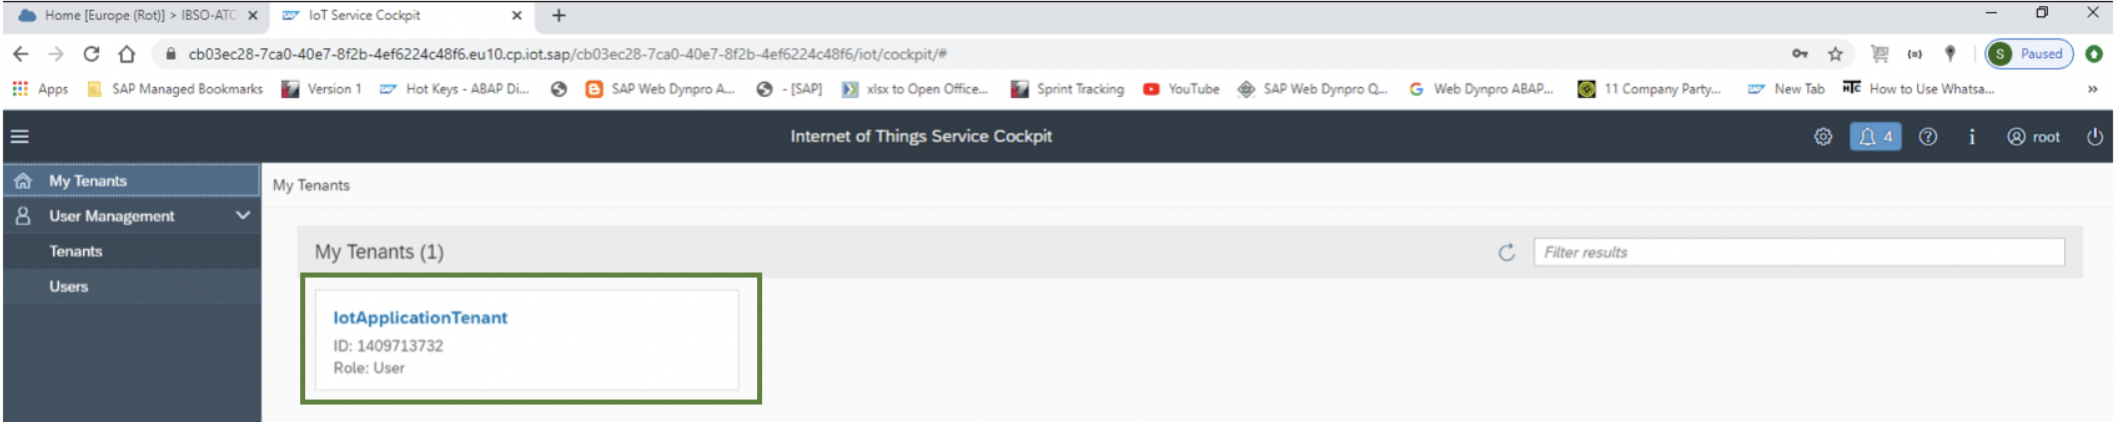 Home [Europe (Rot)] > IBSO-ATC
IoT Service Cockpit
cb03ec28-7ca0-40e7-8f2b-4ef6224c48f6.eu10.cp.iot.sap/cb03ec28-7ca0-40e7-8f2b-4ef6224c48f6/iot/cockpit/#
S Paused
Apps SAP Managed Bookmarks Version 1 Hot Keys - ABAP Di... SAP Web Dynpro A... - [SAP] xlsx to Open Office... Sprint Tracking YouTube SAP Web Dynpro Q... Web Dynpro ABAP... 11 Company Party... New Tab How to Use Whatsa... »
Internet of Things Service Cockpit
4
root
My Tenants
User Management
Tenants
Users
My Tenants
My Tenants (1)
Filter results
IotApplicationTenant
ID: 1409713732
Role: User